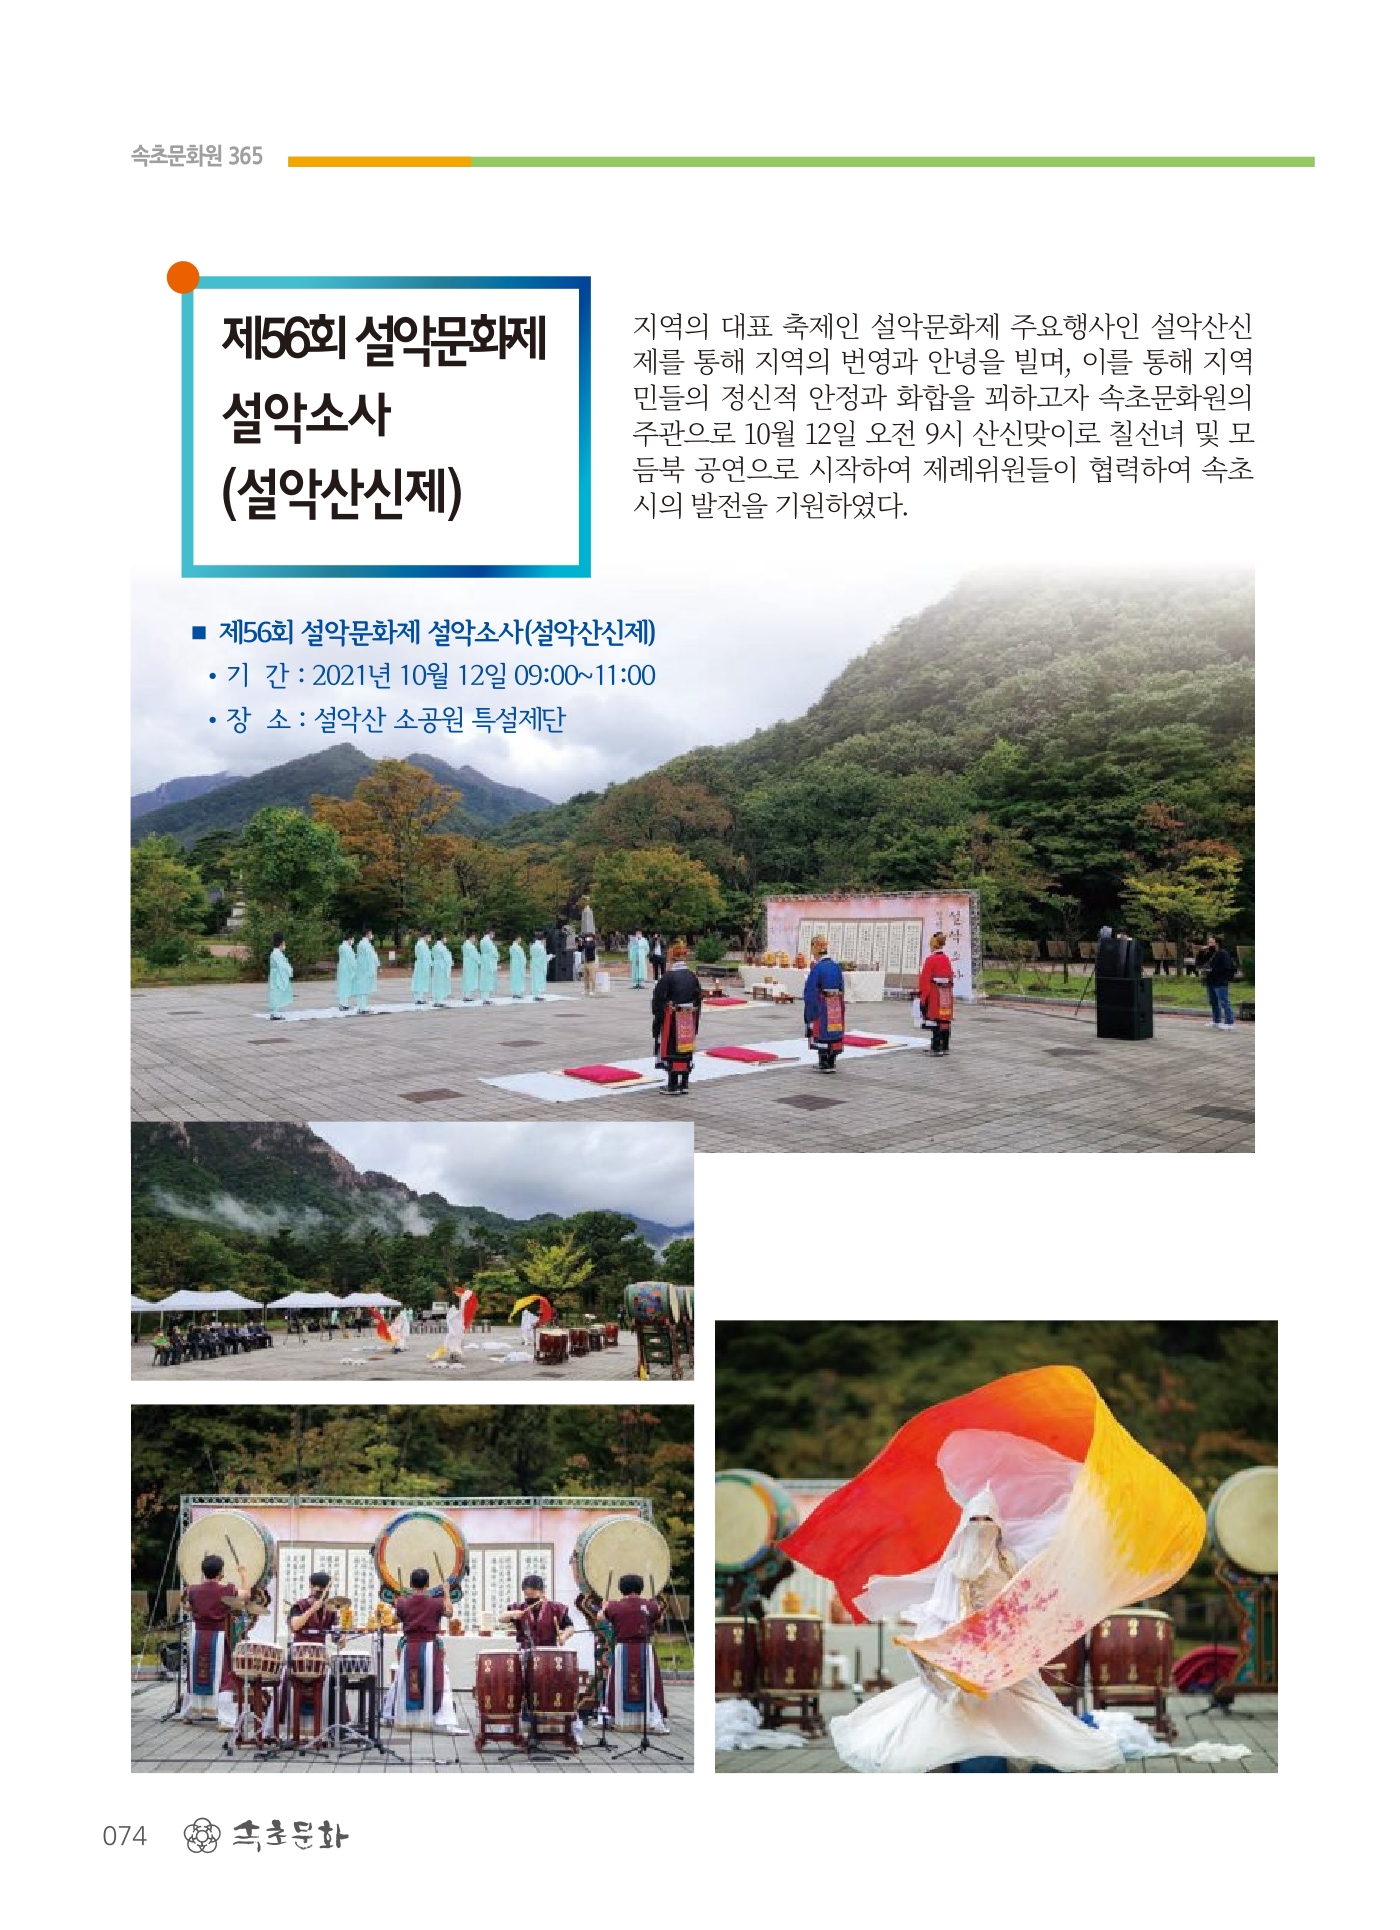 속초문화원 365
제56회 설악문화제
설악소사
(설악산신제)
지역의 대표 축제인 설악문화제 주요행사인 설악산신
제를 통해 지역의 번영과 안녕을 빌며, 이를 통해 지역
민들의 정신적 안정과 화합을 꾀하고자 속초문화원의
주관으로 10월 12일 오전 9시 산신맞이로 칠선녀 및 모
듬북 공연으로 시작하여 제례위원들이 협력하여 속초
시의 발전을 기원하였다.
■ 제56회 설악문화제 설악소사(설악산신제)
• 기 간 : 2021년 10월 12일 09:00~11:00
• 장 소 : 설악산 소공원 특설제단
설악소사
074 속초문화